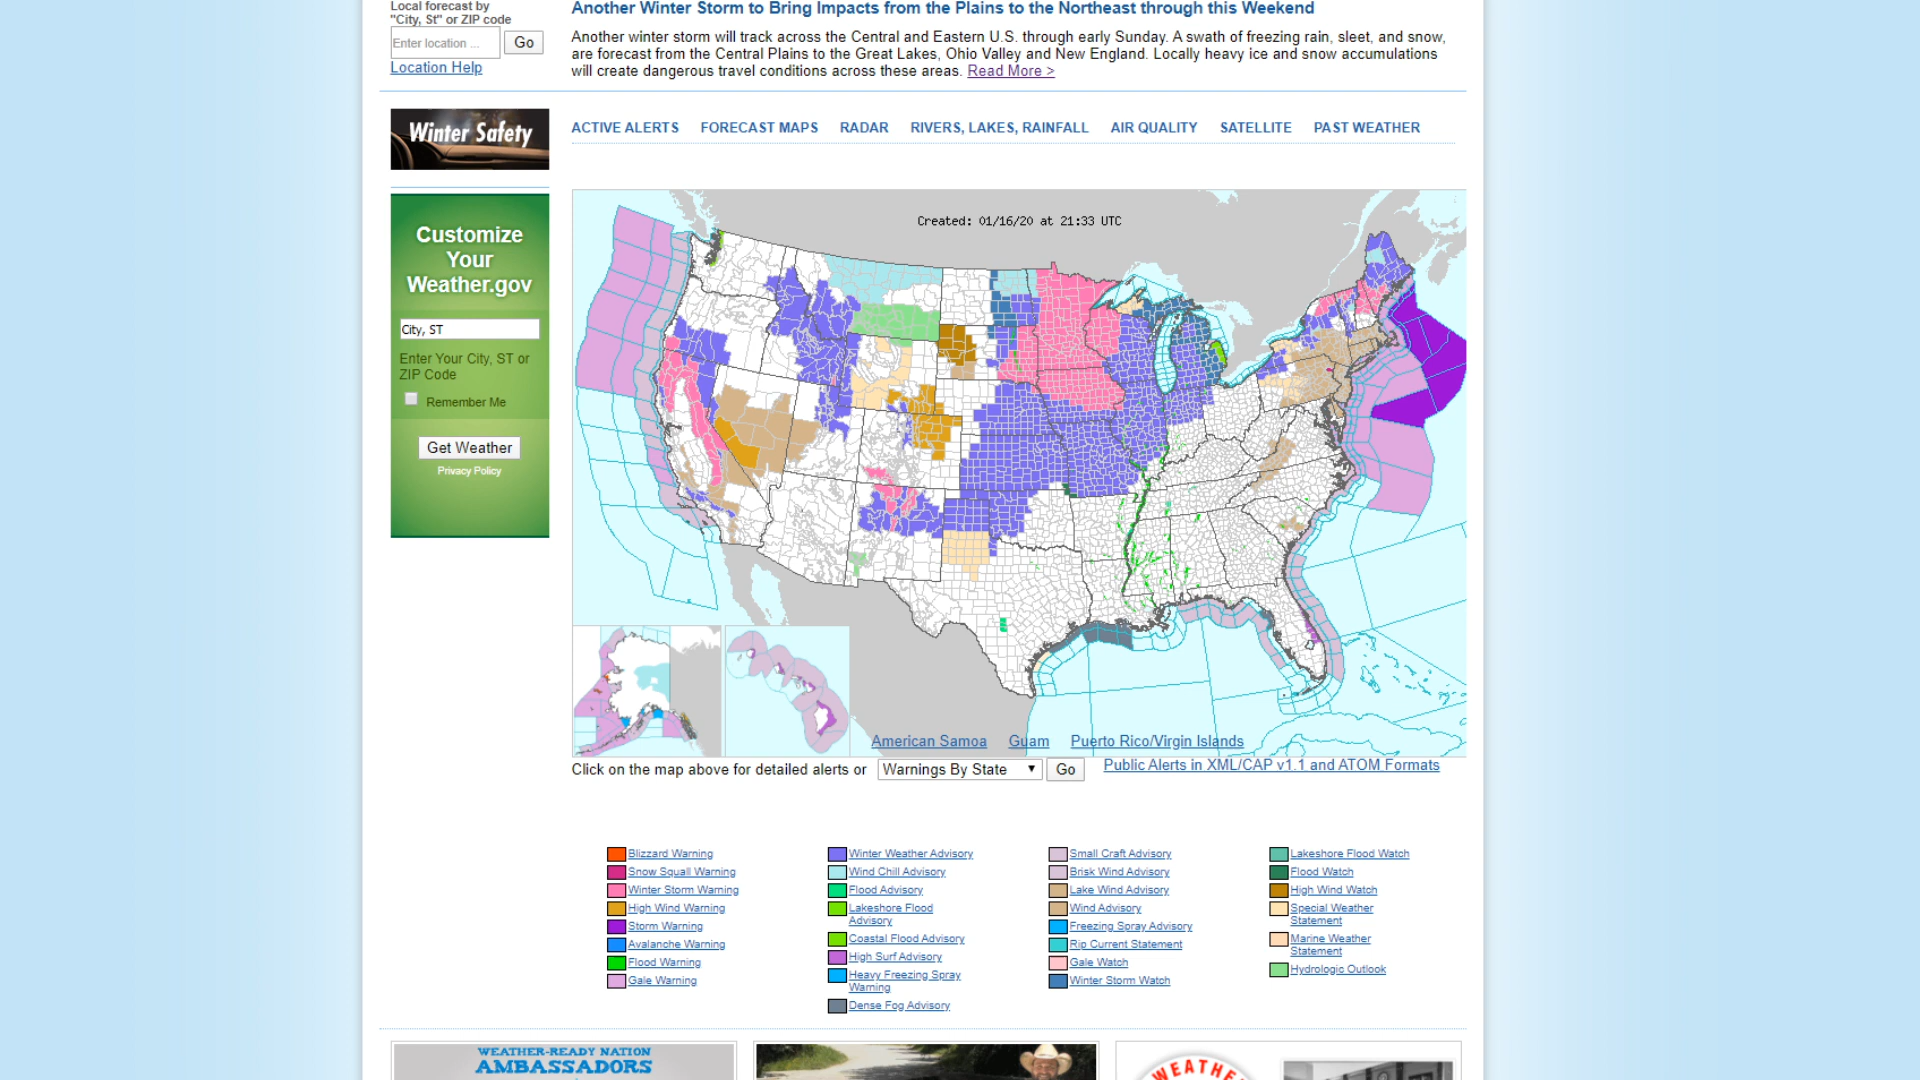 Local forecast by
"City, St" or ZIP code
Enter location ...
Go
Location Help
Another Winter Storm to Bring Impacts from the Plains to the Northeast through this Weekend
Another winter storm will track across the Central and Eastern U.S. through early Sunday. A swath of freezing rain, sleet, and snow,
are forecast from the Central Plains to the Great Lakes, Ohio Valley and New England. Locally heavy ice and snow accumulations
will create dangerous travel conditions across these areas. Read More >
Winter Safety
ACTIVE ALERTS FORECAST MAPS RADAR RIVERS, LAKES, RAINFALL AIR QUALITY SATELLITE PAST WEATHER
Customize
Your
Weather.gov
City, ST
Enter Your City, ST or
ZIP Code
Remember Me
Get Weather
Privacy Policy
Created: 01/16/20 at 21:33 UTC
American Samoa Guam Puerto Rico/Virgin Islands
Click on the map above for detailed alerts or Warnings By State Go Public Alerts in XML/CAP v1.1 and ATOM Formats
Blizzard Warning
Snow Squall Warning
Winter Storm Warning
High Wind Warning
Storm Warning
Avalanche Warning
Flood Warning
Gale Warning
Winter Weather Advisory
Wind Chill Advisory
Flood Advisory
Lakeshore Flood
Advisory
Coastal Flood Advisory
High Surf Advisory
Heavy Freezing Spray
Warning
Dense Fog Advisory
Small Craft Advisory
Brisk Wind Advisory
Lake Wind Advisory
Wind Advisory
Freezing Spray Advisory
Rip Current Statement
Gale Watch
Winter Storm Watch
Lakeshore Flood Watch
Flood Watch
High Wind Watch
Special Weather
Statement
Marine Weather
Statement
Hydrologic Outlook
WEATHER-READY NATION
AMBASSADORS